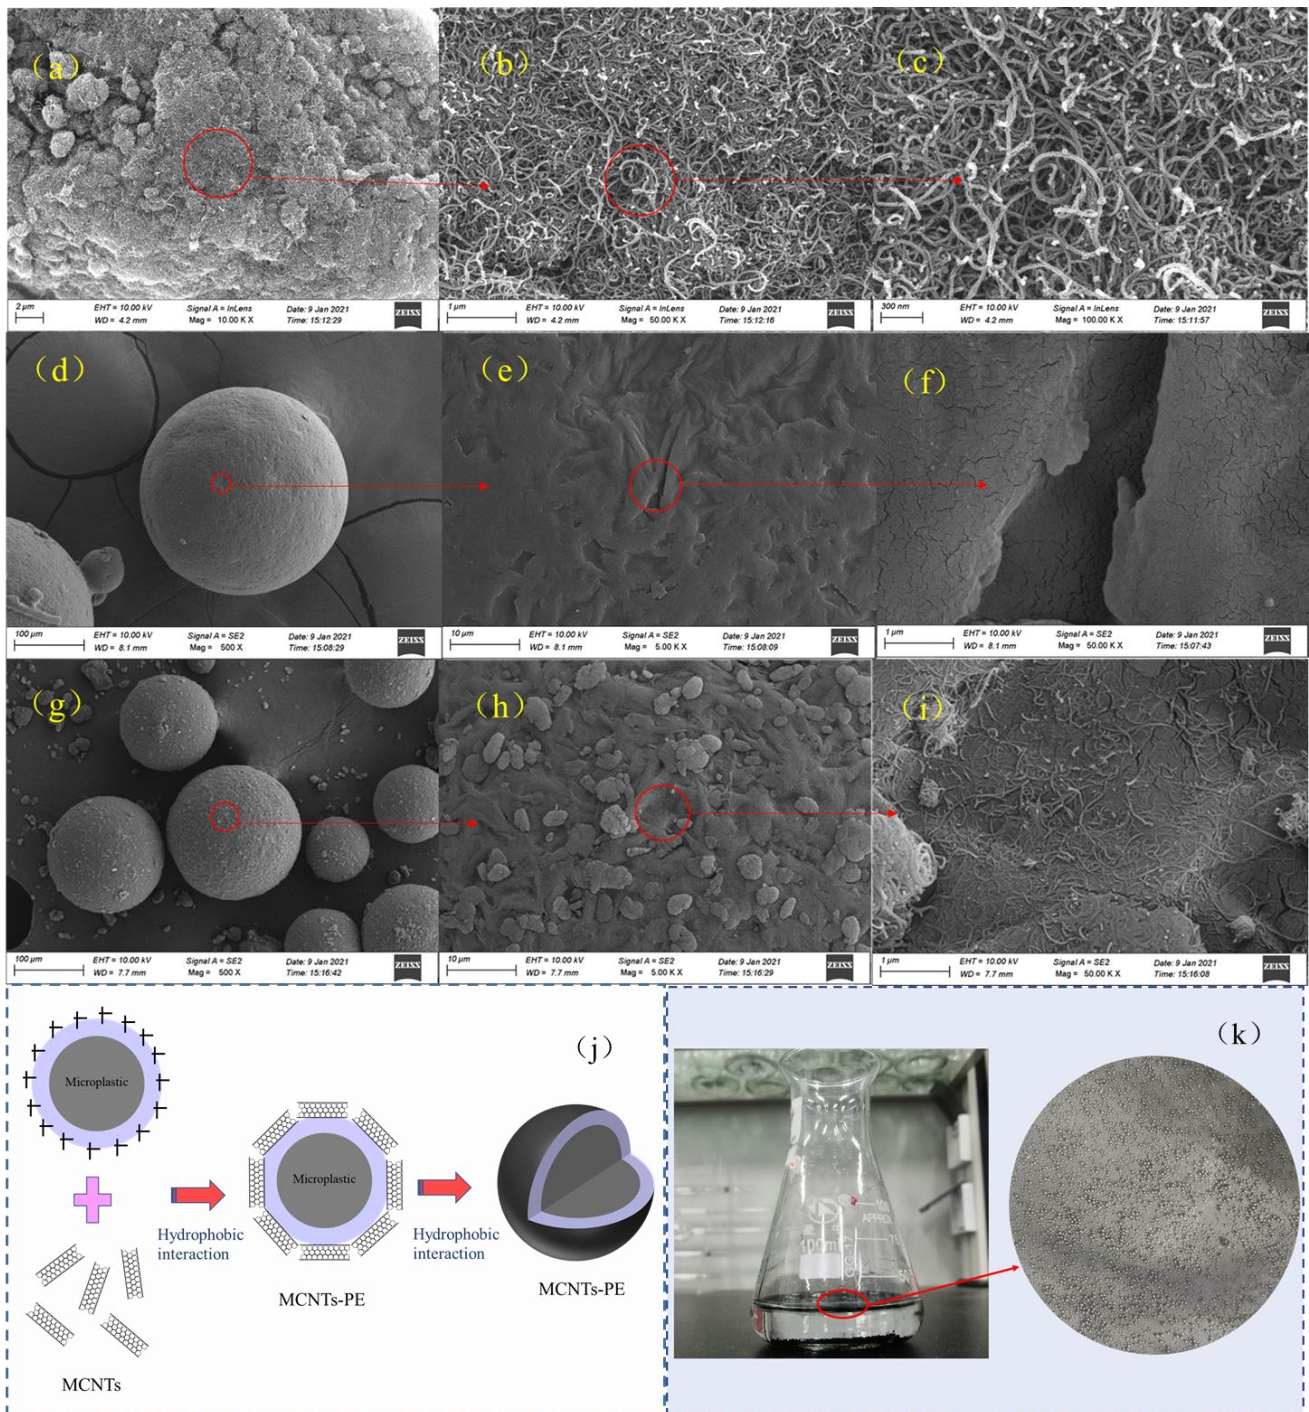 (a)
(b)
(c)
2 µm EHT = 10.00 kV Signal A = InLens Date: 9 Jan 2021 ZEISS
WD = 4.2 mm Mag = 10.00 K X Time: 15:12:29
1 µm EHT = 10.00 kV Signal A = InLens Date: 9 Jan 2021 ZEISS
WD = 4.2 mm Mag = 50.00 K X Time: 15:12:16
300 nm EHT = 10.00 kV Signal A = InLens Date: 9 Jan 2021 ZEISS
WD = 4.2 mm Mag = 100.00 K X Time: 15:11:57
(d)
(e)
(f)
100 µm EHT = 10.00 kV Signal A = SE2 Date: 9 Jan 2021 ZEISS
WD = 8.1 mm Mag = 500 X Time: 15:08:29
10 µm EHT = 10.00 kV Signal A = SE2 Date: 9 Jan 2021 ZEISS
WD = 8.1 mm Mag = 5.00 K X Time: 15:08:09
1 µm EHT = 10.00 kV Signal A = SE2 Date: 9 Jan 2021 ZEISS
WD = 8.1 mm Mag = 50.00 K X Time: 15:07:43
(g)
(h)
(i)
100 µm EHT = 10.00 kV Signal A = SE2 Date: 9 Jan 2021 ZEISS
WD = 7.7 mm Mag = 500 X Time: 15:16:42
10 µm EHT = 10.00 kV Signal A = SE2 Date: 9 Jan 2021 ZEISS
WD = 7.7 mm Mag = 5.00 K X Time: 15:16:29
1 µm EHT = 10.00 kV Signal A = SE2 Date: 9 Jan 2021 ZEISS
WD = 7.7 mm Mag = 50.00 K X Time: 15:16:08
(j)
Microplastic
Microplastic
Hydrophobic
interaction
Hydrophobic
interaction
MCNTs-PE
MCNTs-PE
MCNTs
(k)
100
APPROX
75
100ml
GG-17
50